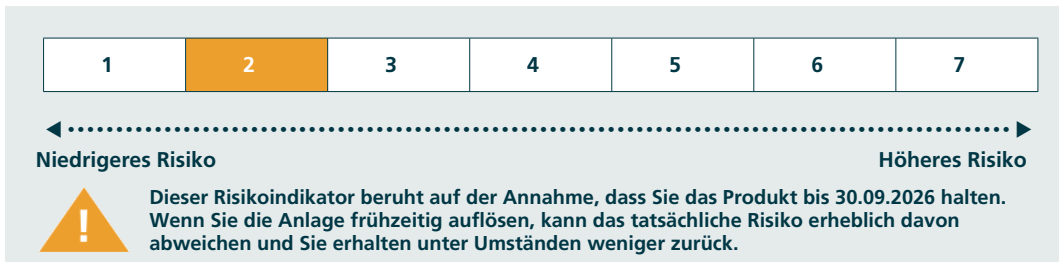 1 2 3 4 5 6 7
Niedrigeres Risiko Höheres Risiko
!
Dieser Risikoindikator beruht auf der Annahme, dass Sie das Produkt bis 30.09.2026 halten.
Wenn Sie die Anlage frühzeitig auflösen, kann das tatsächliche Risiko erheblich davon
abweichen und Sie erhalten unter Umständen weniger zurück.